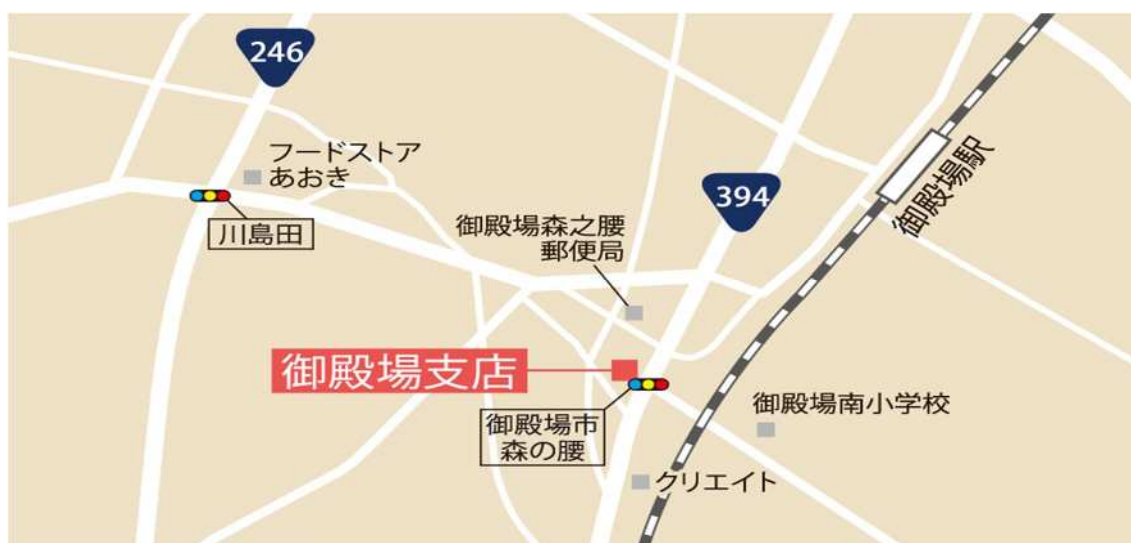 246
フードストア
あおき
川島田
394
御殿場駅
御殿場森之腰
郵便局
御殿場支店
御殿場市
森の腰
御殿場南小学校
クリエイト